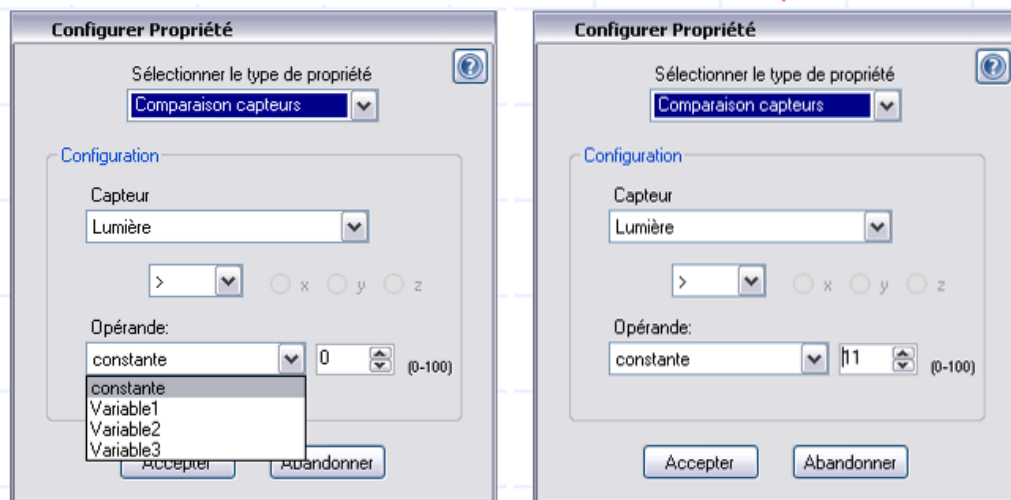 Configurer Propriété
Sélectionner le type de propriété
Comparaison capteurs
Configuration
Capteur
Lumière
> x y z
Opérande:
constante 0 (0-100)
constante
Variable1
Variable2
Variable3
Accepter Abandonner
Configurer Propriété
Sélectionner le type de propriété
Comparaison capteurs
Configuration
Capteur
Lumière
> x y z
Opérande:
constante 11 (0-100)
Accepter Abandonner